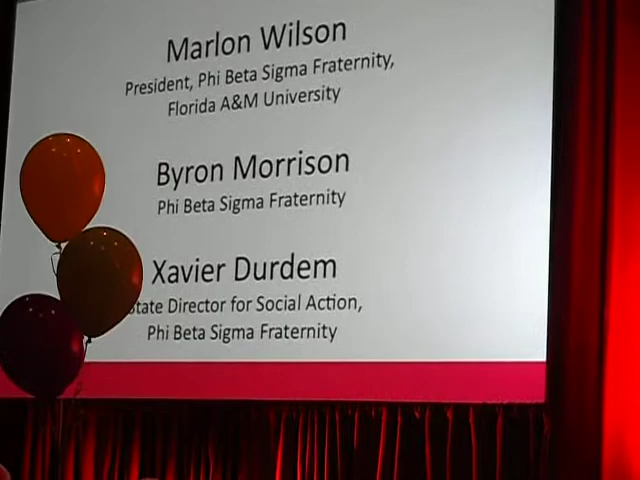 Marlon Wilson
President, Phi Beta Sigma Fraternity,
Florida A&M University
Byron Morrison
Phi Beta Sigma Fraternity
Xavier Durdem
State Director for Social Action,
Phi Beta Sigma Fraternity